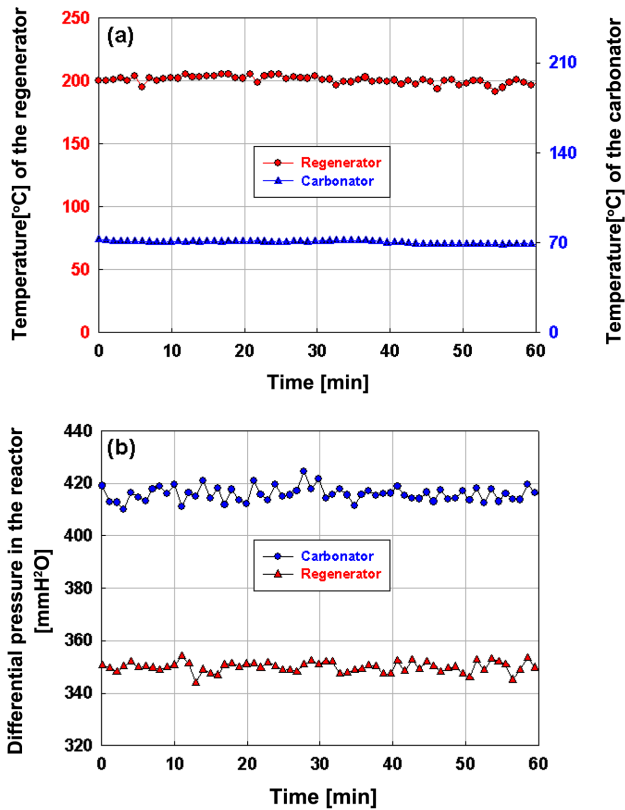 (a)
Temperature[°C] of the regenerator
250
200
150
100
50
0
Temperature[°C] of the carbonator
210
140
70
0
Regenerator
Carbonator
0 10 20 30 40 50 60
Time [min]
(b)
Differential pressure in the reactor
[mmH²O]
440
420
400
380
360
340
320
Carbonator
Regenerator
0 10 20 30 40 50 60
Time [min]